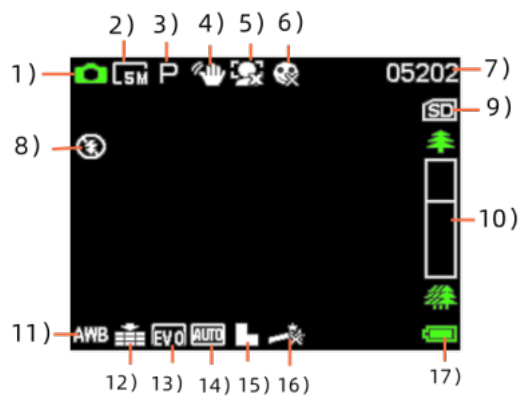 1) 2) 3) 4) 5) 6) 7)
5M P 05202
8) 9)
SD
10)
11) AWB EVO AUTO
12) 13) 14) 15) 16) 17)